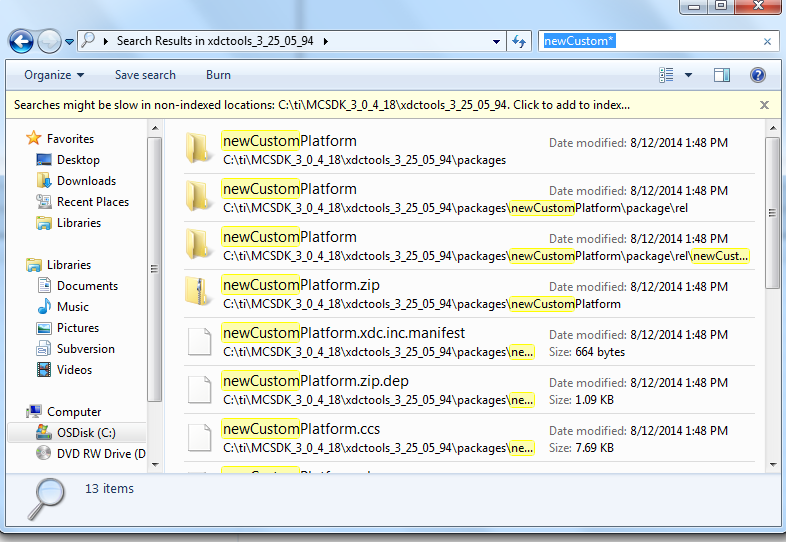 Search Results in xdctools_3_25_05_94
newCustom*
Organize Save search Burn
Searches might be slow in non-indexed locations: C:\ti\MCSDK_3_0_4_18\xdctools_3_25_05_94. Click to add to index...
Favorites
Desktop
Downloads
Recent Places
Libraries
Libraries
Documents
Music
Pictures
Subversion
Videos
Computer
OSDisk (C:)
DVD RW Drive (D
newCustomPlatform Date modified: 8/12/2014 1:48 PM
C:\ti\MCSDK_3_0_4_18\xdctools_3_25_05_94\packages
newCustomPlatform Date modified: 8/12/2014 1:48 PM
C:\ti\MCSDK_3_0_4_18\xdctools_3_25_05_94\packages\newCustomPlatform\package\rel
newCustomPlatform Date modified: 8/12/2014 1:48 PM
C:\ti\MCSDK_3_0_4_18\xdctools_3_25_05_94\packages\newCustomPlatform\package\rel\newCust...
newCustomPlatform.zip Date modified: 8/12/2014 1:48 PM
C:\ti\MCSDK_3_0_4_18\xdctools_3_25_05_94\packages\newCustomPlatform
newCustomPlatform.xdc.inc.manifest Date modified: 8/12/2014 1:48 PM
C:\ti\MCSDK_3_0_4_18\xdctools_3_25_05_94\packages\ne... Size: 664 bytes
newCustomPlatform.zip.dep Date modified: 8/12/2014 1:48 PM
C:\ti\MCSDK_3_0_4_18\xdctools_3_25_05_94\packages\ne... Size: 1.09 KB
newCustomPlatform.ccs Date modified: 8/12/2014 1:48 PM
C:\ti\MCSDK_3_0_4_18\xdctools_3_25_05_94\packages\ne... Size: 7.69 KB
13 items